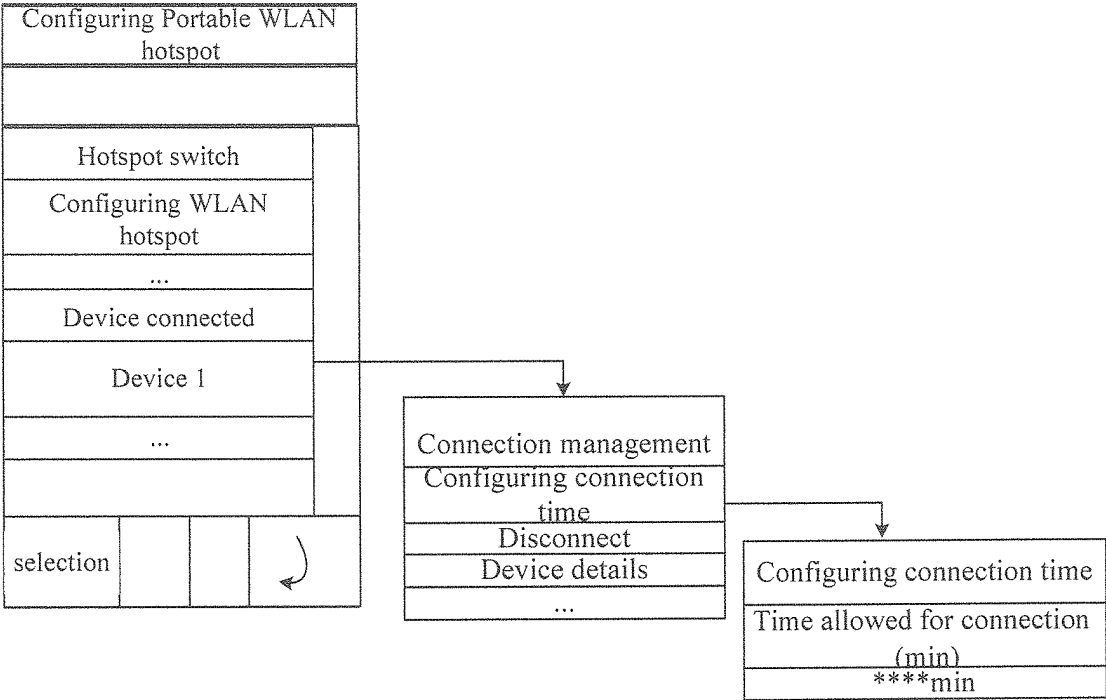 Configuring Portable WLAN
hotspot
Hotspot switch
Configuring WLAN
hotspot
...
Device connected
Device 1
...
selection
Connection management
Configuring connection
time
Disconnect
Device details
...
Configuring connection time
Time allowed for connection
(min)
****min